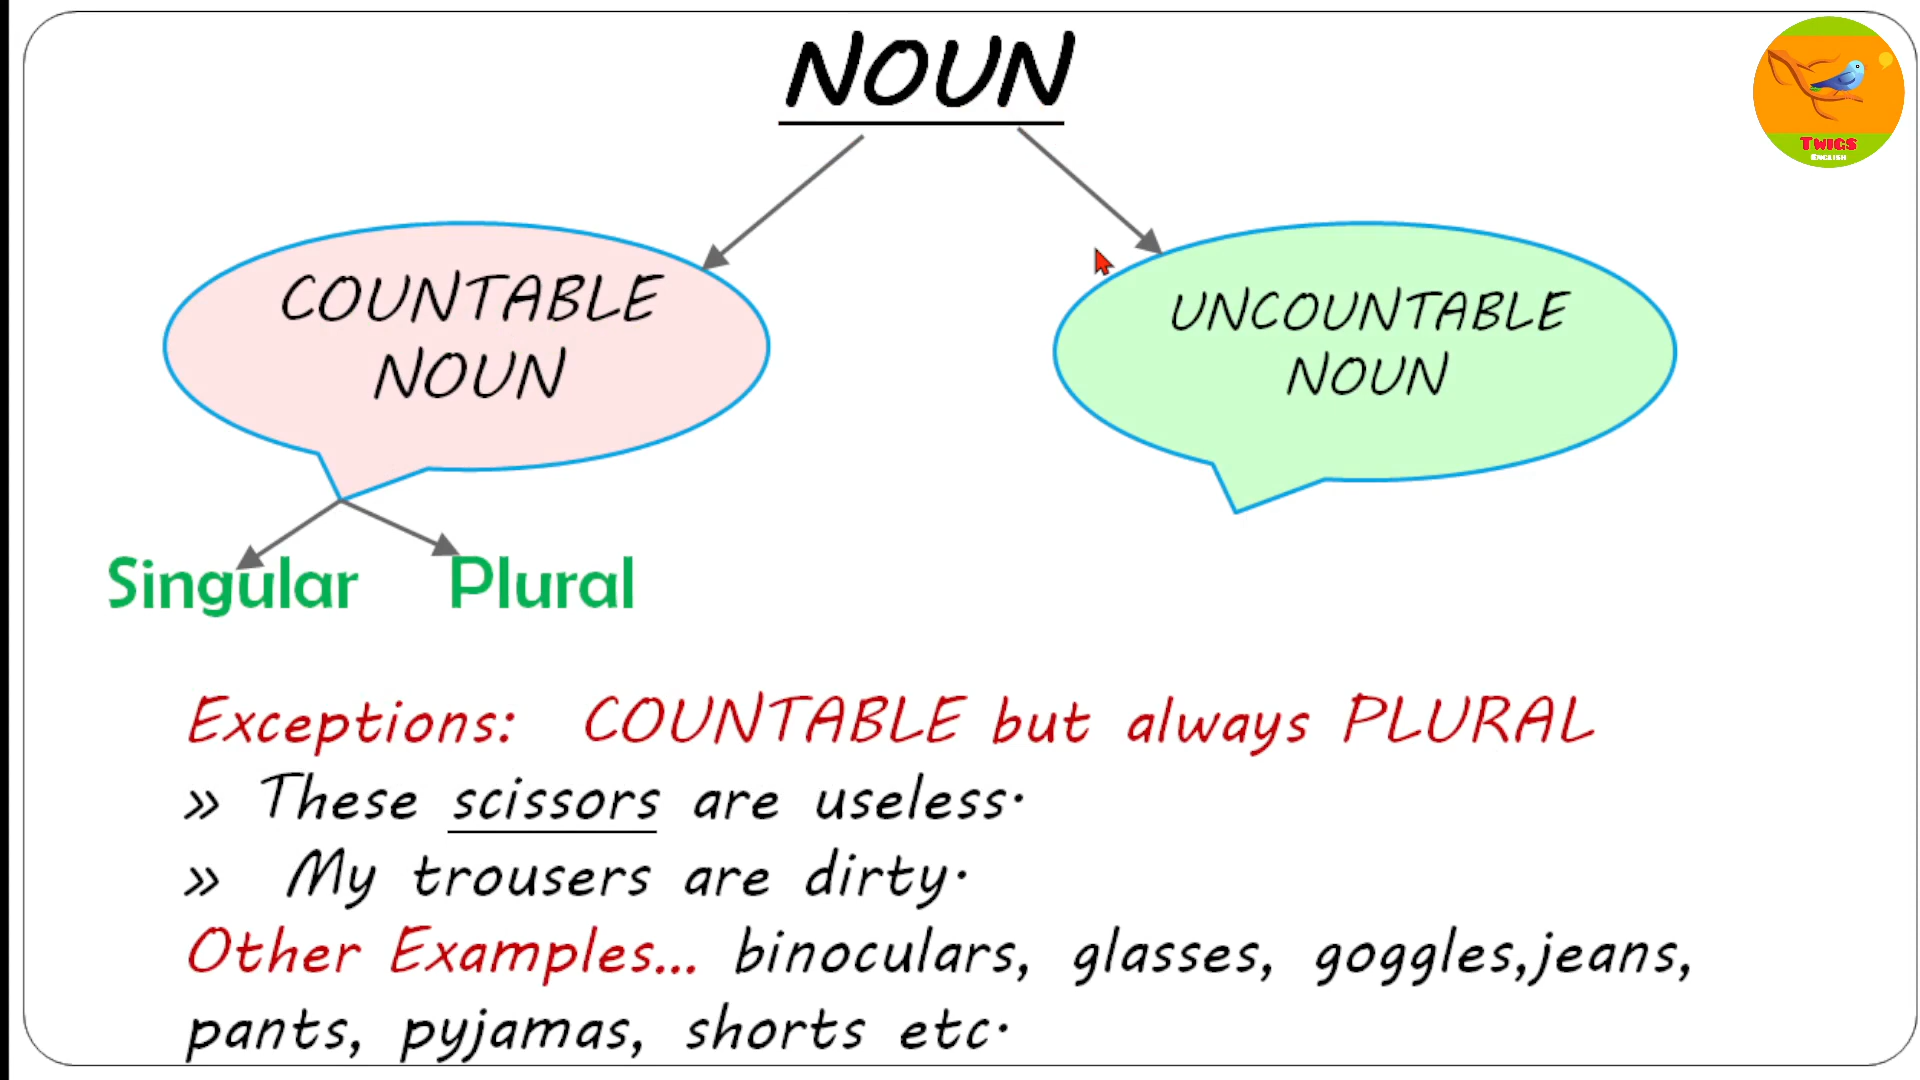 NOUN
TWIGS
ENGLISH
COUNTABLE
NOUN
UNCOUNTABLE
NOUN
Singular Plural
Exceptions: COUNTABLE but always PLURAL
» These scissors are useless.
» My trousers are dirty.
Other Examples... binoculars, glasses, goggles,jeans,
pants, pyjamas, shorts etc.